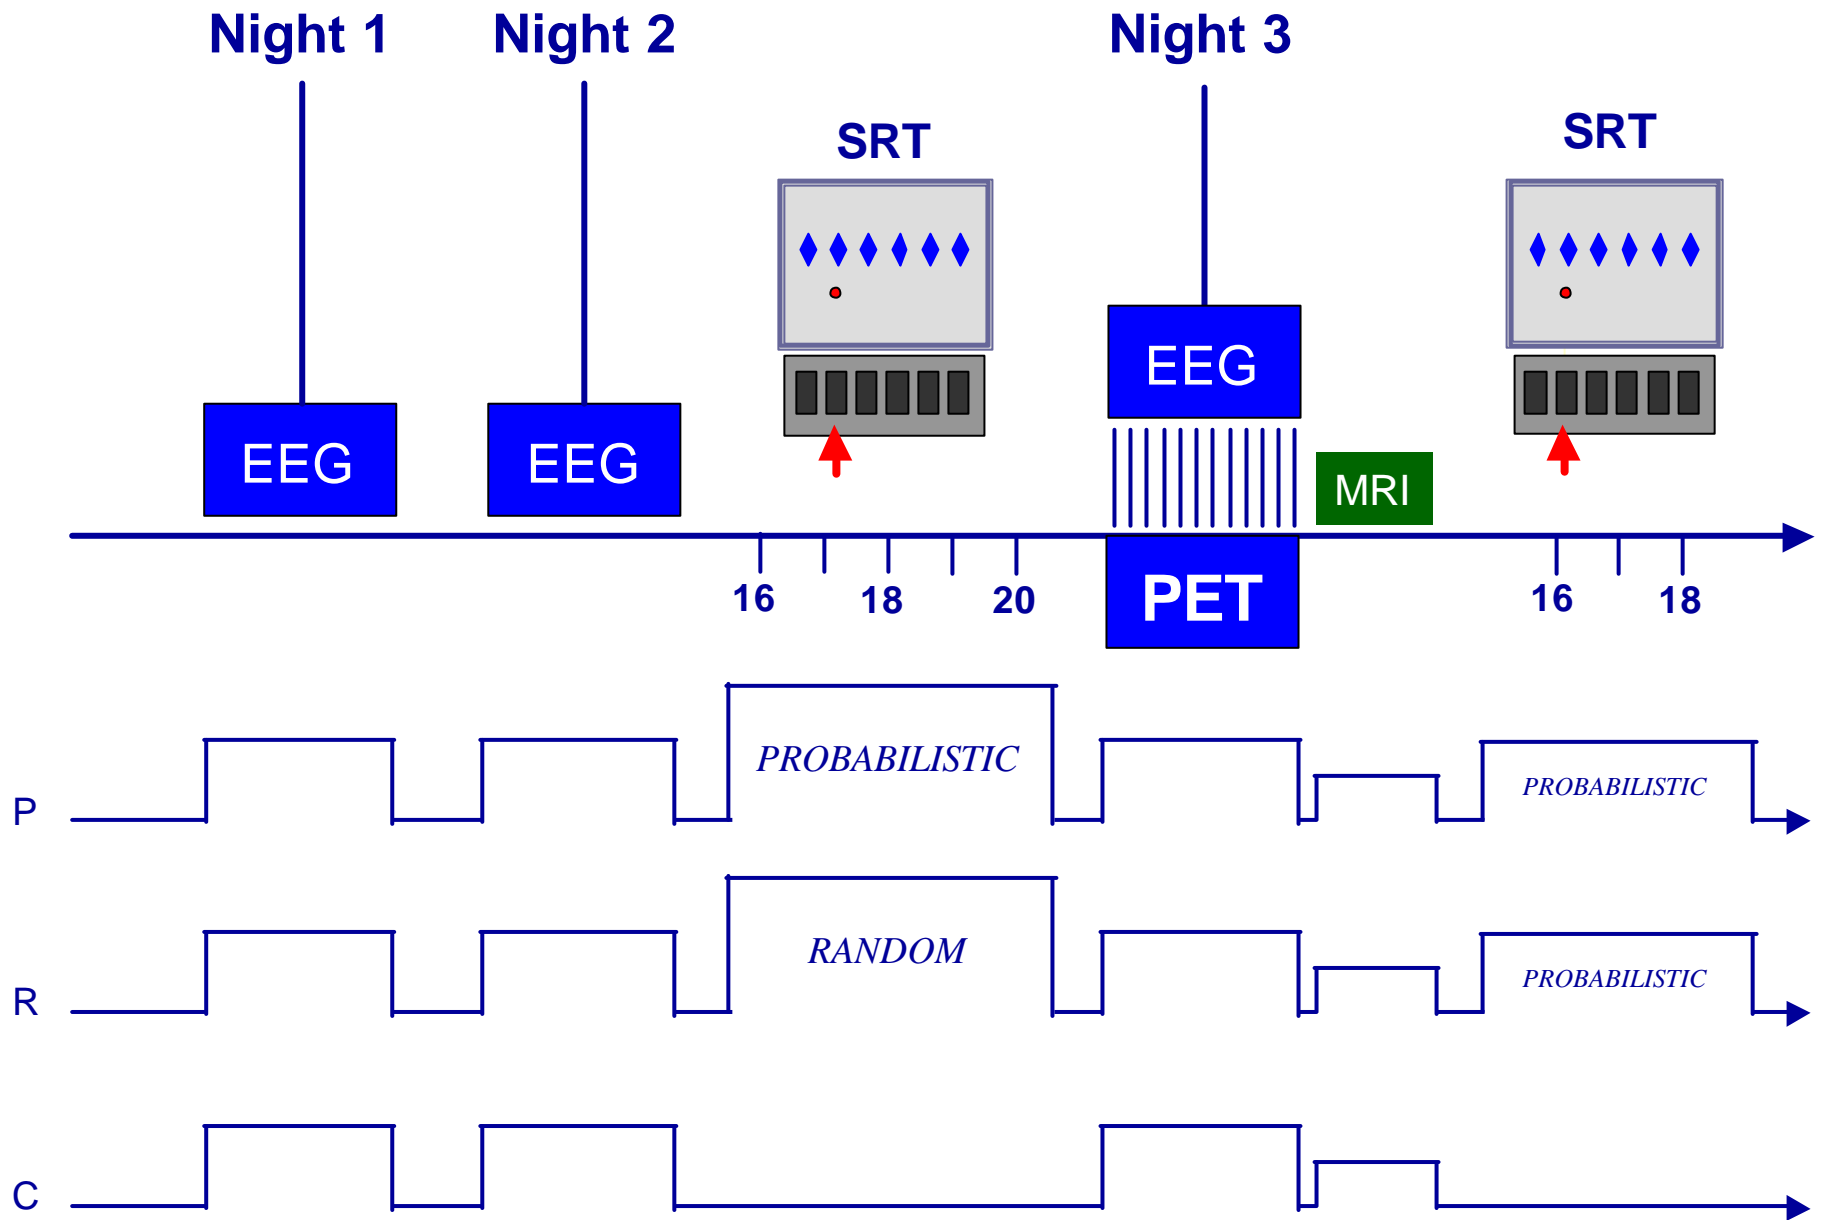 Night 1 Night 2 Night 3
SRT SRT
EEG
EEG EEG
MRI
16 18 20 16 18
PET
PROBABILISTIC PROBABILISTIC
P
RANDOM PROBABILISTIC
R
C